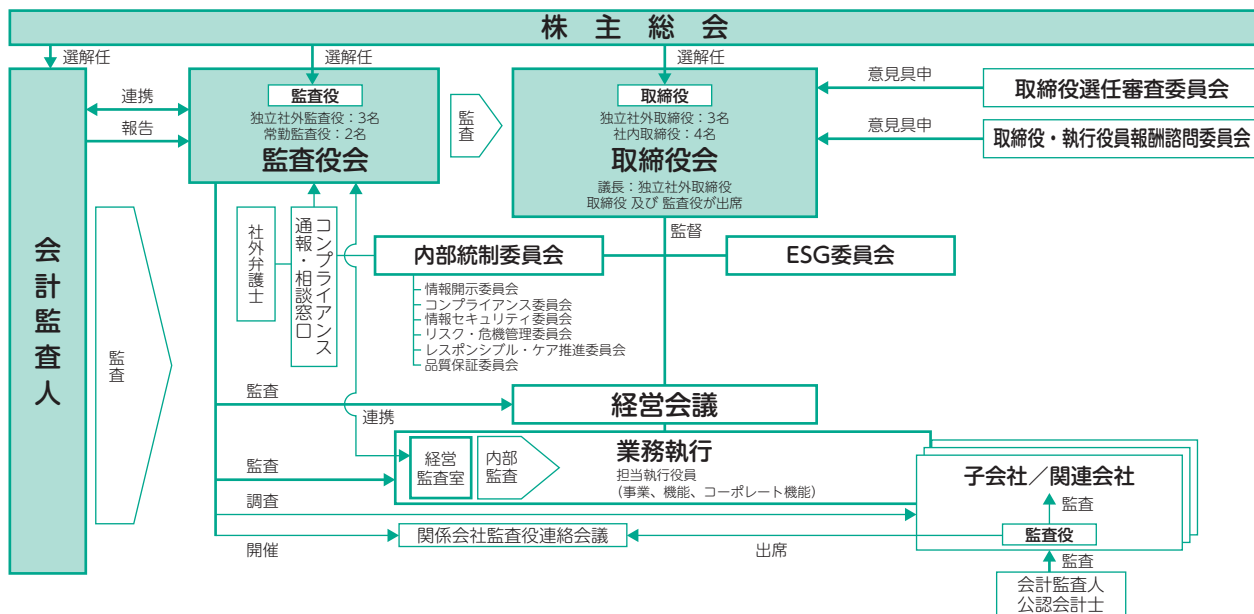 株主総会
選解任
選解任
選解任
会計監査人
連携
報告
監査役
独立社外監査役：3名
常勤監査役：2名
監査役会
監査
取締役
独立社外取締役：3名
社内取締役：4名
取締役会
議長：独立社外取締役
取締役 及び 監査役が出席
意見具申
取締役選任審査委員会
意見具申
取締役・執行役員報酬諮問委員会
監督
社外弁護士
コンプライアンス
通報・相談窓口
内部統制委員会
ESG委員会
情報開示委員会
コンプライアンス委員会
情報セキュリティ委員会
リスク・危機管理委員会
レスポンシブル・ケア推進委員会
品質保証委員会
監査
監査
経営会議
連携
監査
経営
監査室
内部
監査
業務執行
担当執行役員
（事業、機能、コーポレート機能）
調査
子会社／関連会社
監査
監査役
開催
関係会社監査役連絡会議
出席
監査
会計監査人
公認会計士